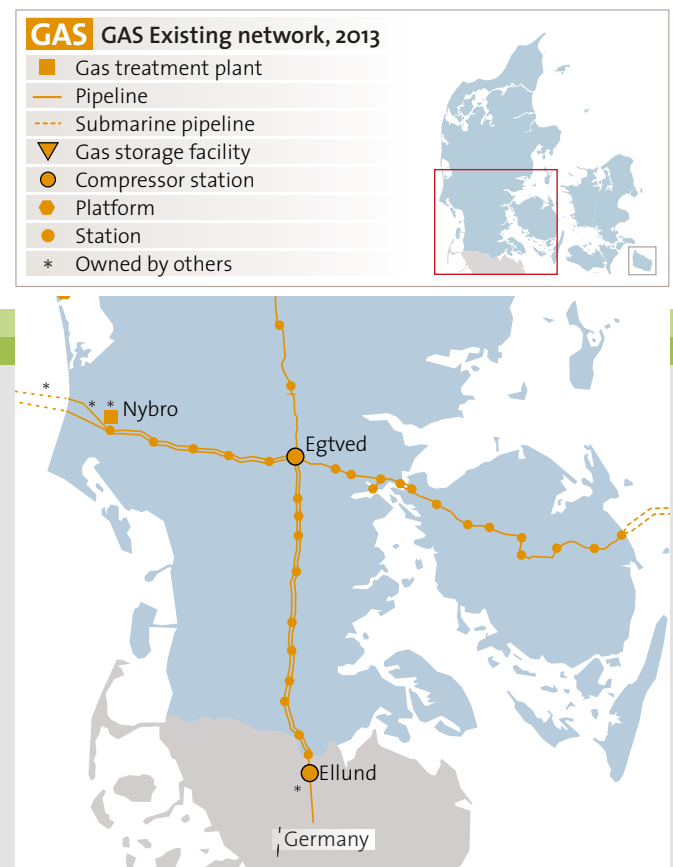 GAS GAS Existing network, 2013
Gas treatment plant
Pipeline
Submarine pipeline
Gas storage facility
Compressor station
Platform
Station
* Owned by others
*
* *
Nybro
Egtved
Ellund
*
Germany